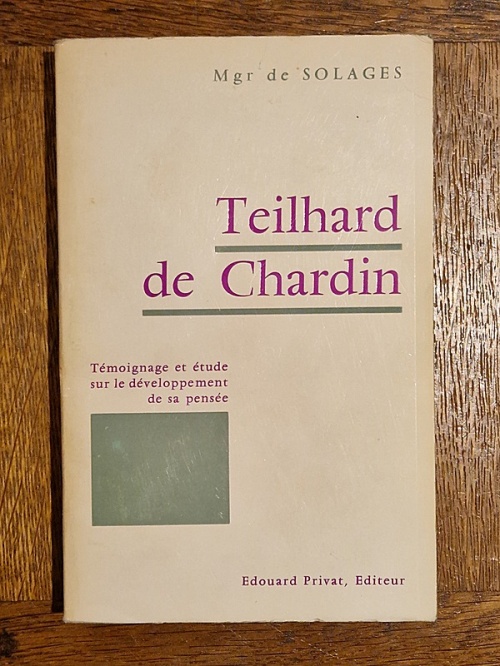 Mgr de SOLAGES
Teilhard
de Chardin
Témoignage et étude
sur le développement
de sa pensée
Edouard Privat, Editeur